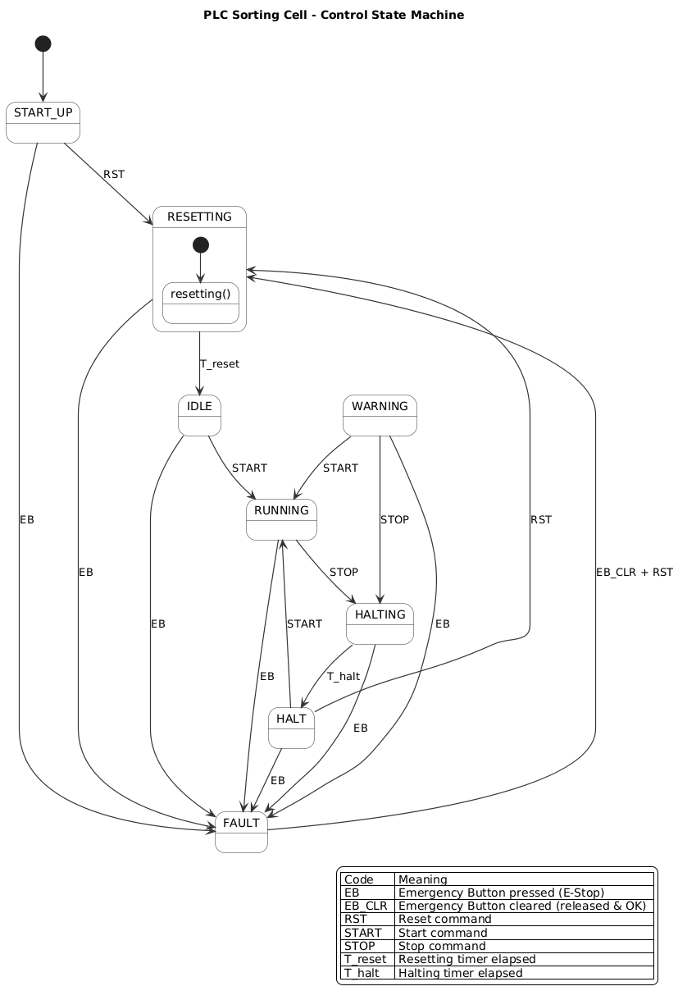 PLC Sorting Cell - Control State Machine
START_UP
RST
RESETTING
resetting()
T_reset
IDLE
WARNING
START
START
RUNNING
EB
STOP
RST
EB
STOP
EB_CLR + RST
HALTING
EB
START
EB
EB
T_halt
HALT
EB
EB
FAULT
Code Meaning
EB Emergency Button pressed (E-Stop)
EB_CLR Emergency Button cleared (released & OK)
RST Reset command
START Start command
STOP Stop command
T_reset Resetting timer elapsed
T_halt Halting timer elapsed